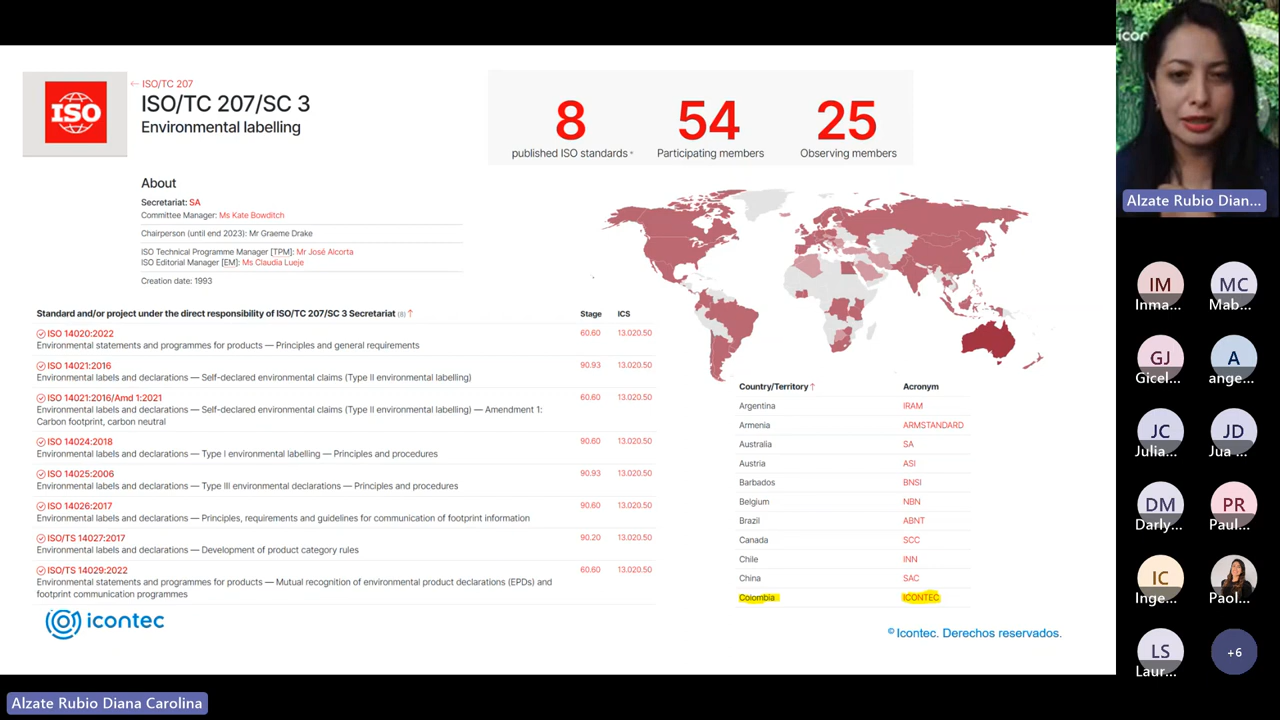 ← ISO/TC 207
ISO
ISO/TC 207/SC 3
Environmental labelling
8
54
25
published ISO standards *
Participating members
Observing members
About
Secretariat: SA
Committee Manager: Ms Kate Bowditch
Chairperson (until end 2023): Mr Graeme Drake
ISO Technical Programme Manager [TPM]: Mr José Alcorta
ISO Editorial Manager [EM]: Ms Claudia Lueje
Creation date: 1993
Standard and/or project under the direct responsibility of ISO/TC 207/SC 3 Secretariat (8) ↑ Stage ICS
ISO 14020:2022 60.60 13.020.50
Environmental statements and programmes for products — Principles and general requirements
ISO 14021:2016 90.93 13.020.50
Environmental labels and declarations — Self-declared environmental claims (Type II environmental labelling)
ISO 14021:2016/Amd 1:2021 60.60 13.020.50
Environmental labels and declarations — Self-declared environmental claims (Type II environmental labelling) — Amendment 1:
Carbon footprint, carbon neutral
ISO 14024:2018 90.60 13.020.50
Environmental labels and declarations — Type I environmental labelling — Principles and procedures
ISO 14025:2006 90.93 13.020.50
Environmental labels and declarations — Type III environmental declarations — Principles and procedures
ISO 14026:2017 90.60 13.020.50
Environmental labels and declarations — Principles, requirements and guidelines for communication of footprint information
ISO/TS 14027:2017 90.20 13.020.50
Environmental labels and declarations — Development of product category rules
ISO/TS 14029:2022 60.60 13.020.50
Environmental statements and programmes for products — Mutual recognition of environmental product declarations (EPDs) and
footprint communication programmes
Country/Territory ↑ Acronym
Argentina IRAM
Armenia ARMSTANDARD
Australia SA
Austria ASI
Barbados BNSI
Belgium NBN
Brazil ABNT
Canada SCC
Chile INN
China SAC
Colombia ICONTEC
icontec
© Icontec. Derechos reservados.
Alzate Rubio Diana Carolina
icon
Alzate Rubio Dian...
IM
Inma...
MC
Mab...
GJ
Gicel...
A
ange...
JC
Julia...
JD
Jua ...
DM
Darly...
PR
Paul...
IC
Inge...
Paol...
LS
Laur...
+6